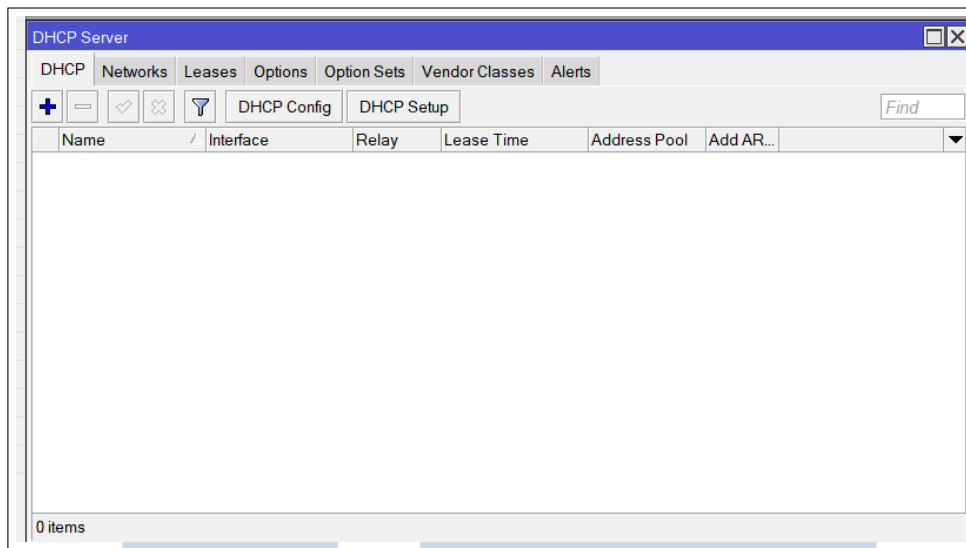 DHCP Server
DHCP Networks Leases Options Option Sets Vendor Classes Alerts
DHCP Config DHCP Setup Find
Name Interface Relay Lease Time Address Pool Add AR...
0 items